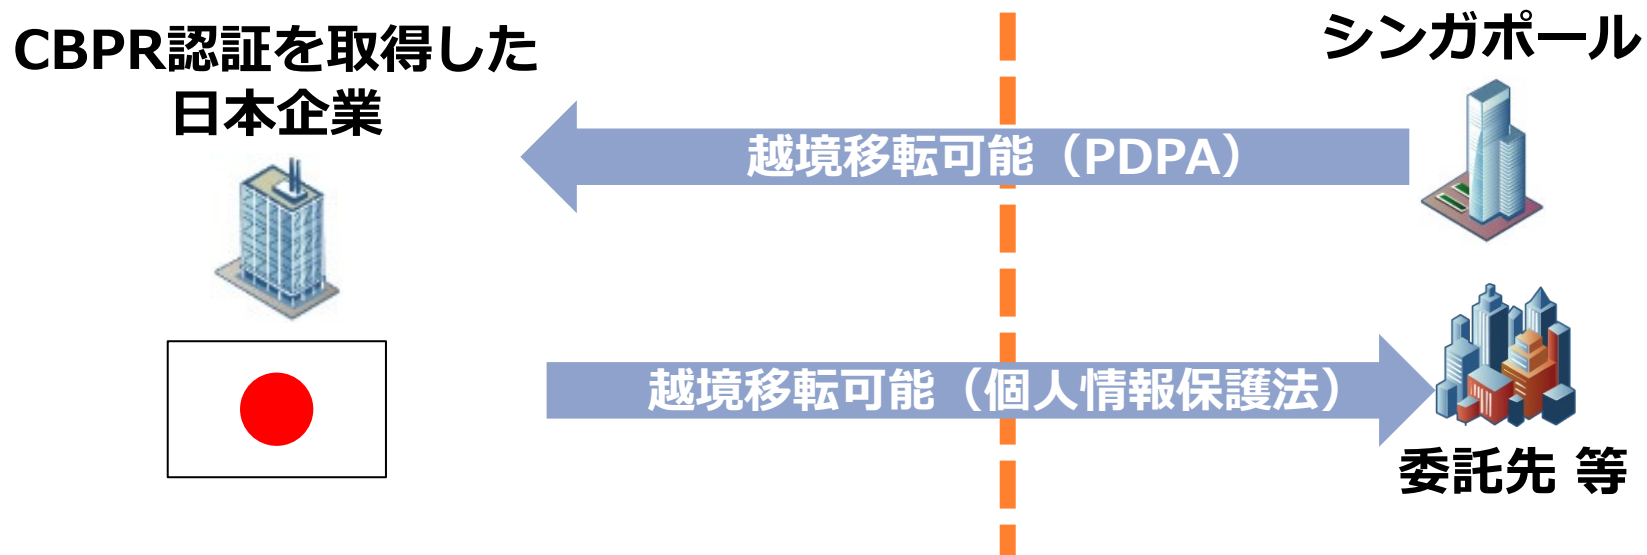 CBPR認証を取得した
日本企業
シンガポール
越境移転可能（PDPA）
越境移転可能（個人情報保護法）
委託先 等